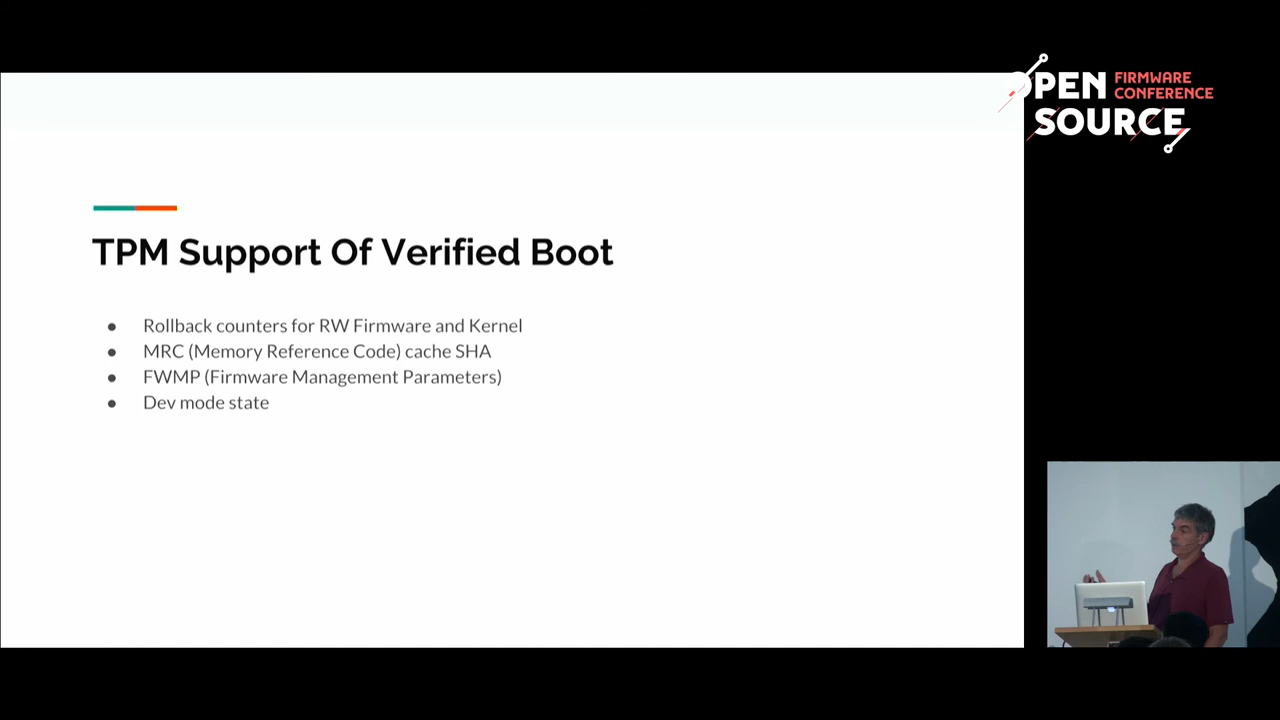 OPEN FIRMWARE
CONFERENCE
SOURCE
TPM Support Of Verified Boot
● Rollback counters for RW Firmware and Kernel
● MRC (Memory Reference Code) cache SHA
● FWMP (Firmware Management Parameters)
● Dev mode state